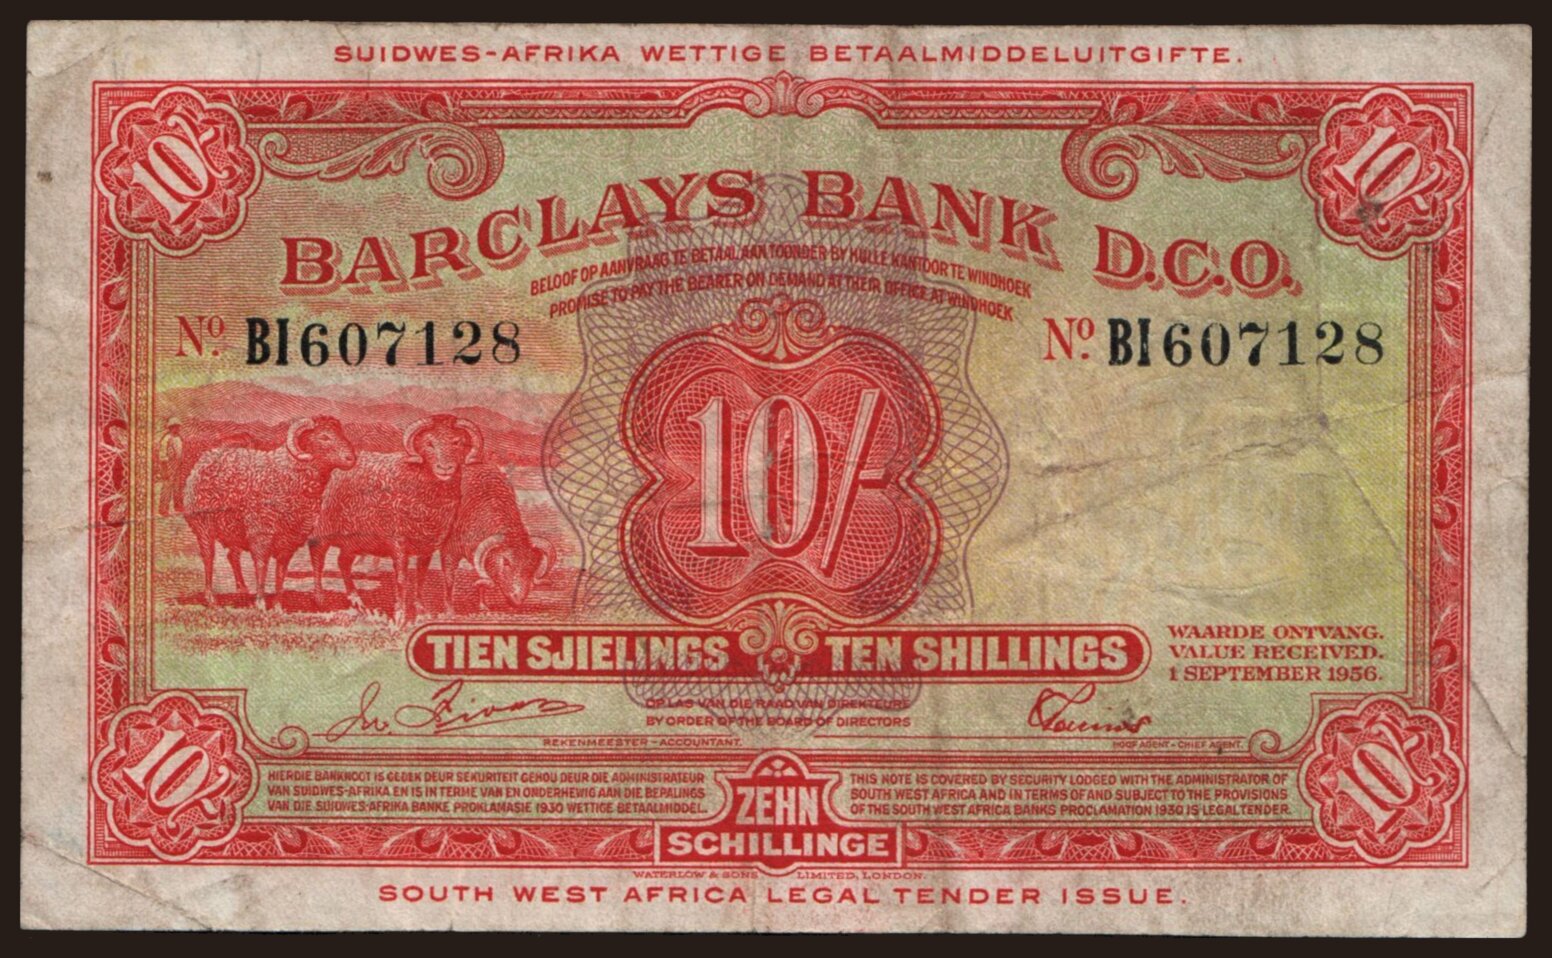 SUIDWES-AFRIKA WETTIGE BETAALMIDDELUITGIFTE.
10/-
10/-
BARCLAYS BANK D.C.O.
BELOOF OP AANVRAAG TE BETAAL AAN TOONDER BY HULLE KANTOOR TE WINDHOEK
PROMISE TO PAY THE BEARER ON DEMAND AT THEIR OFFICE AT WINDHOEK
No. BI607128
No. BI607128
10/-
TIEN SJIELINGS TEN SHILLINGS
WAARDE ONTVANG.
VALUE RECEIVED.
1 SEPTEMBER 1956.
OP LAS VAN DIE RAAD VAN DIREKTEURE
BY ORDER OF THE BOARD OF DIRECTORS
REKENMEESTER - ACCOUNTANT.
HOOF AGENT - CHIEF AGENT.
10/-
HIERDIE BANKNOOT IS GEDEK DEUR SEKURITEIT GEHOU DEUR DIE ADMINISTRATEUR
VAN SUIDWES-AFRIKA EN IS IN TERME VAN EN ONDERHEWIG AAN DIE BEPALINGS
VAN DIE SUIDWES-AFRIKA BANKE PROKLAMASIE 1930 WETTIGE BETAALMIDDEL.
ZEHN
SCHILLINGE
THIS NOTE IS COVERED BY SECURITY LODGED WITH THE ADMINISTRATOR OF
SOUTH WEST AFRICA AND IN TERMS OF AND SUBJECT TO THE PROVISIONS
OF THE SOUTH WEST AFRICA BANKS PROCLAMATION 1930 IS LEGAL TENDER.
10/-
WATERLOW & SONS LIMITED, LONDON.
SOUTH WEST AFRICA LEGAL TENDER ISSUE.